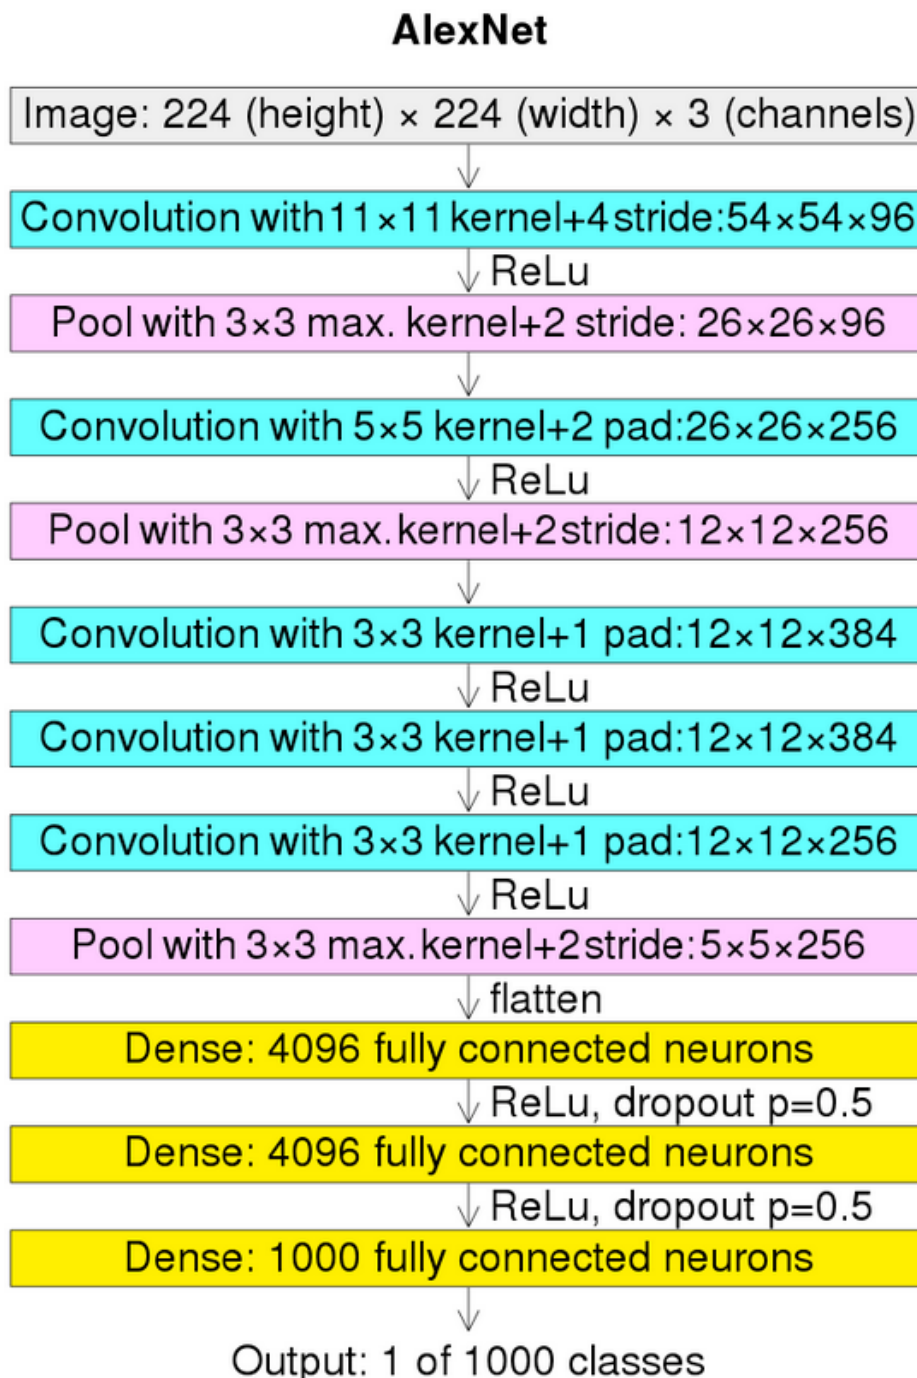 AlexNet
Image: 224 (height) × 224 (width) × 3 (channels)
Convolution with 11×11 kernel+4 stride:54×54×96
ReLu
Pool with 3×3 max. kernel+2 stride: 26×26×96
Convolution with 5×5 kernel+2 pad:26×26×256
ReLu
Pool with 3×3 max.kernel+2stride:12×12×256
Convolution with 3×3 kernel+1 pad:12×12×384
ReLu
Convolution with 3×3 kernel+1 pad:12×12×384
ReLu
Convolution with 3×3 kernel+1 pad:12×12×256
ReLu
Pool with 3×3 max.kernel+2stride:5×5×256
flatten
Dense: 4096 fully connected neurons
ReLu, dropout p=0.5
Dense: 4096 fully connected neurons
ReLu, dropout p=0.5
Dense: 1000 fully connected neurons
Output: 1 of 1000 classes